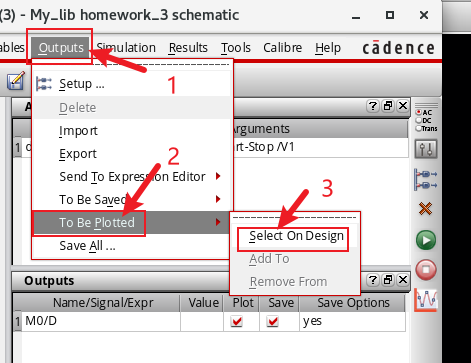 (3) - My_lib homework_3 schematic
ables Outputs Simulation Results Tools Calibre Help cādence
1
Setup ...
Delete
Import
Export
Send To Expression Editor
To Be Saved
To Be Plotted
Save All ...
2
3
Select On Design
Add To
Remove From
A
Arguments
1 d
rt-Stop /V1
AC
DC
Trans
Outputs
Name/Signal/Expr Value Plot Save Save Options
1 M0/D yes